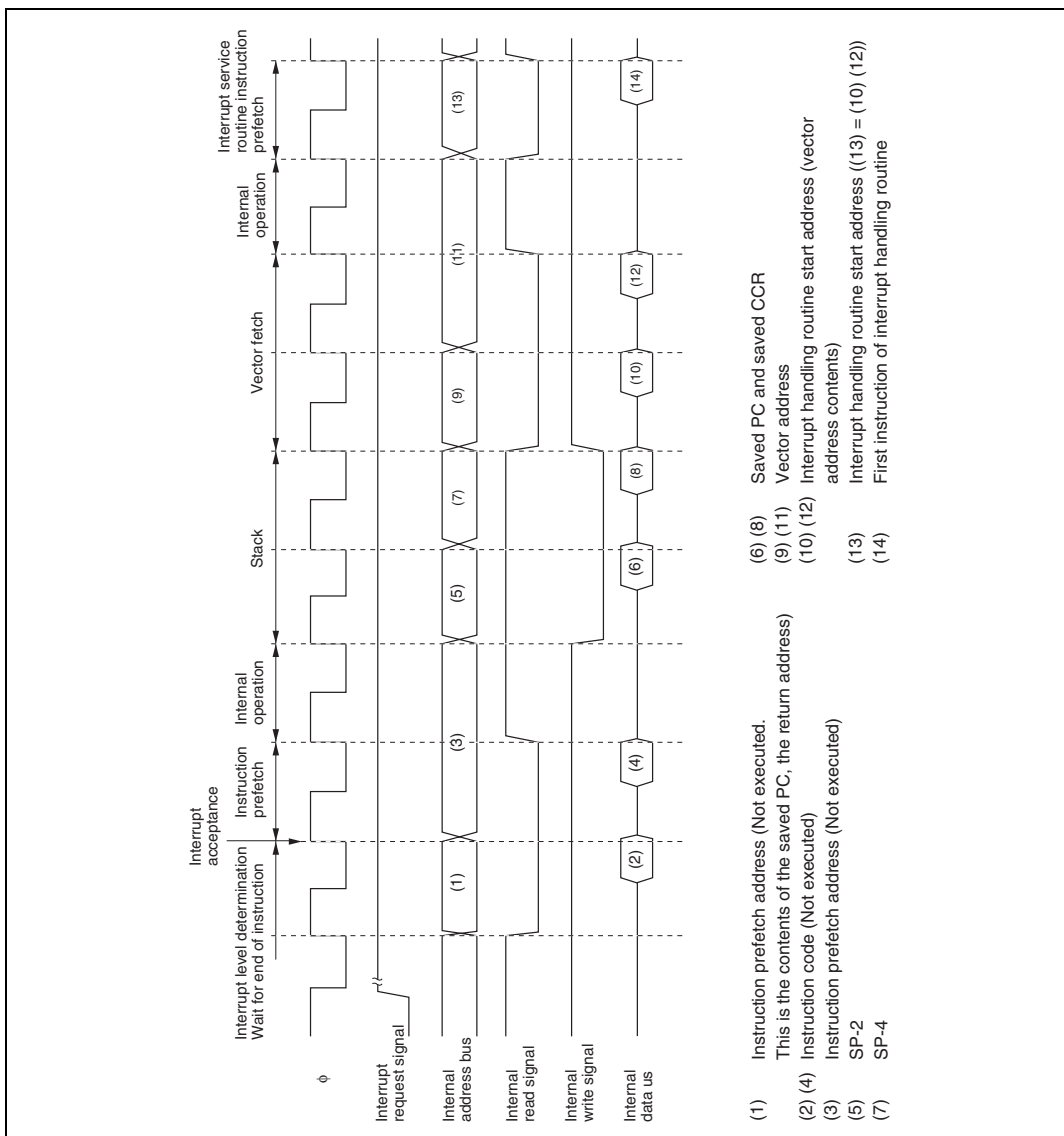 Interrupt level determination
Wait for end of instruction
Interrupt
acceptance
Instruction
prefetch
Internal
operation
Stack
Vector fetch
Internal
operation
Interrupt service
routine instruction
prefetch
φ
Interrupt
request signal
Internal
address bus
(1)
(3)
(5)
(7)
(9)
(11)
(13)
Internal
read signal
Internal
write signal
Internal
data us
(2)
(4)
(6)
(8)
(10)
(12)
(14)
(1) Instruction prefetch address (Not executed.
This is the contents of the saved PC, the return address)
(2) (4) Instruction code (Not executed)
(3) Instruction prefetch address (Not executed)
(5) SP-2
(7) SP-4
(6) (8) Saved PC and saved CCR
(9) (11) Vector address
(10) (12) Interrupt handling routine start address (vector
address contents)
(13) Interrupt handling routine start address ((13) = (10) (12))
(14) First instruction of interrupt handling routine